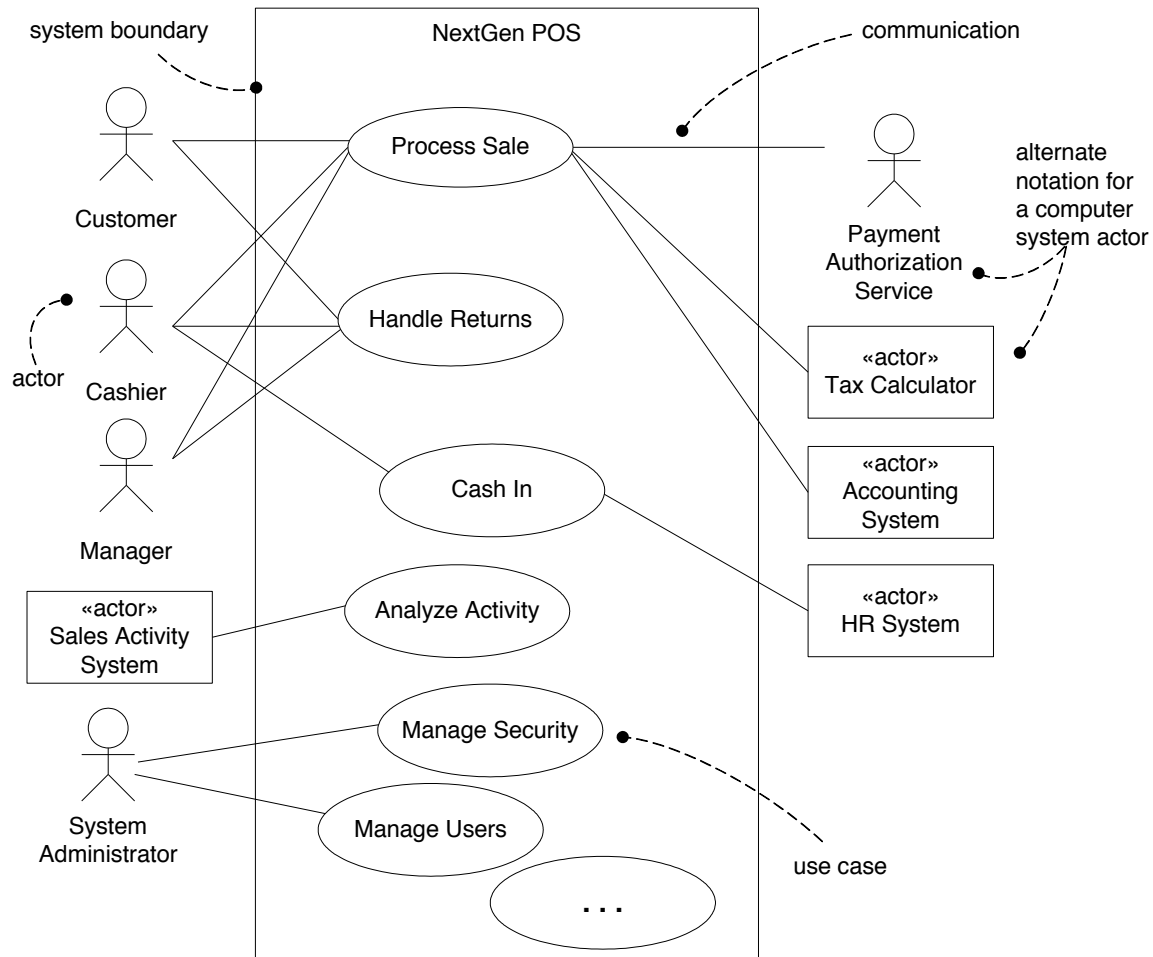 system boundary
NextGen POS
communication
Customer
Process Sale
alternate
notation for
a computer
system actor
Payment
Authorization
Service
actor
Cashier
Handle Returns
«actor»
Tax Calculator
Manager
Cash In
«actor»
Accounting
System
«actor»
Sales Activity
System
Analyze Activity
«actor»
HR System
System
Administrator
Manage Security
Manage Users
use case
. . .